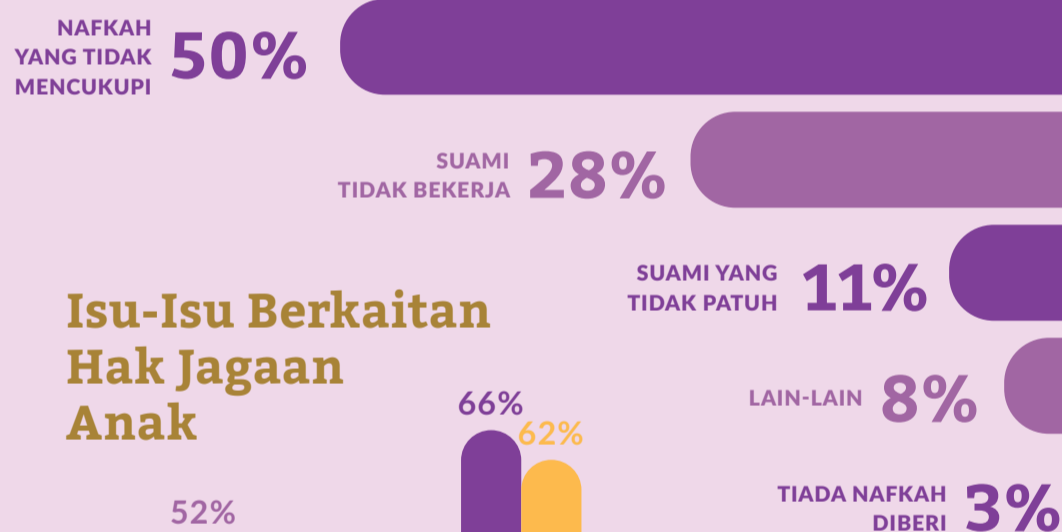 NAFKAH
YANG TIDAK
MENCUKUPI
50%
SUAMI
TIDAK BEKERJA
28%
SUAMI YANG
TIDAK PATUH
11%
LAIN-LAIN
8%
TIADA NAFKAH
DIBERI
3%
Isu-Isu Berkaitan
Hak Jagaan
Anak
66%
62%
52%